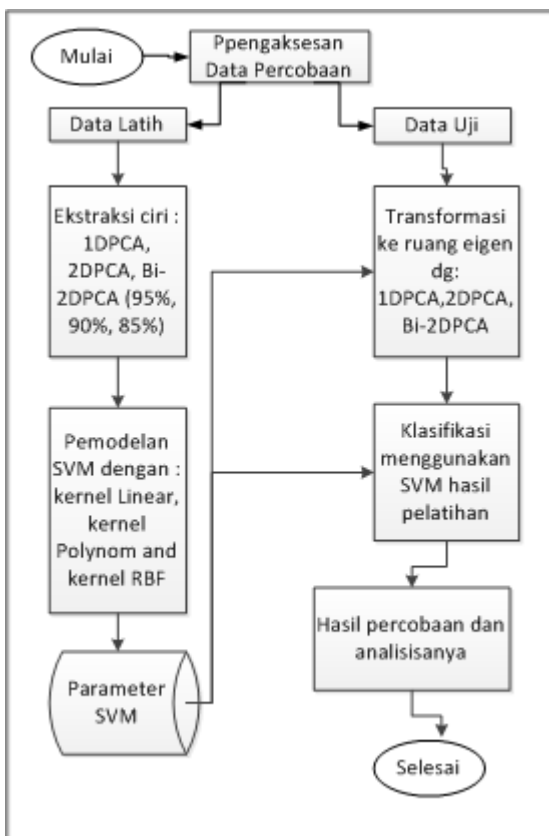 Mulai
Ppengaksesan
Data Percobaan
Data Latih
Data Uji
Ekstraksi ciri :
1DPCA,
2DPCA, Bi-
2DPCA (95%,
90%, 85%)
Transformasi
ke ruang eigen
dg:
1DPCA,2DPCA,
Bi-2DPCA
Pemodelan
SVM dengan :
kernel Linear,
kernel
Polynom and
kernel RBF
Klasifikasi
menggunakan
SVM hasil
pelatihan
Parameter
SVM
Hasil percobaan dan
analisisanya
Selesai